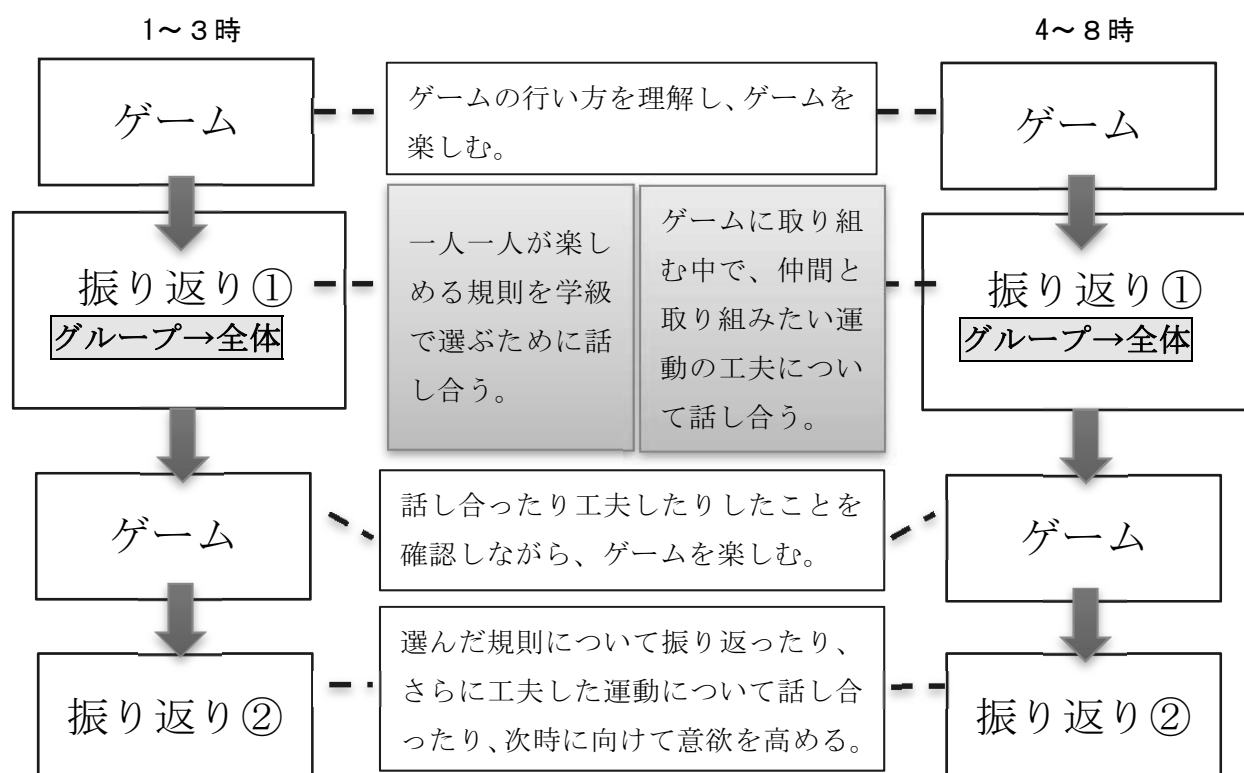 1～３時
4～８時
ゲーム
ゲームの行い方を理解し、ゲームを
楽しむ。
ゲーム
振り返り①
グループ→全体
一人一人が楽し
める規則を学級
で選ぶために話
し合う。
ゲームに取り組
む中で、仲間と
取り組みたい運
動の工夫につい
て話し合う。
振り返り①
グループ→全体
ゲーム
話し合ったり工夫したりしたことを
確認しながら、ゲームを楽しむ。
ゲーム
振り返り②
選んだ規則について振り返ったり、
さらに工夫した運動について話し合
ったり、次時に向けて意欲を高める。
振り返り②